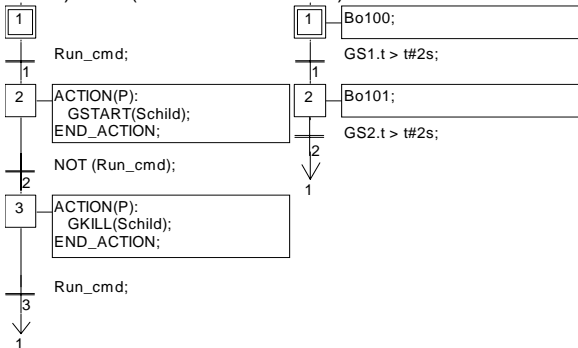 1
Run_cmd;
1
2
ACTION(P):
GSTART(Schild);
END_ACTION;
NOT (Run_cmd);
2
3
ACTION(P):
GKILL(Schild);
END_ACTION;
Run_cmd;
3
1
1
Bo100;
GS1.t > t#2s;
1
2
Bo101;
GS2.t > t#2s;
2
1